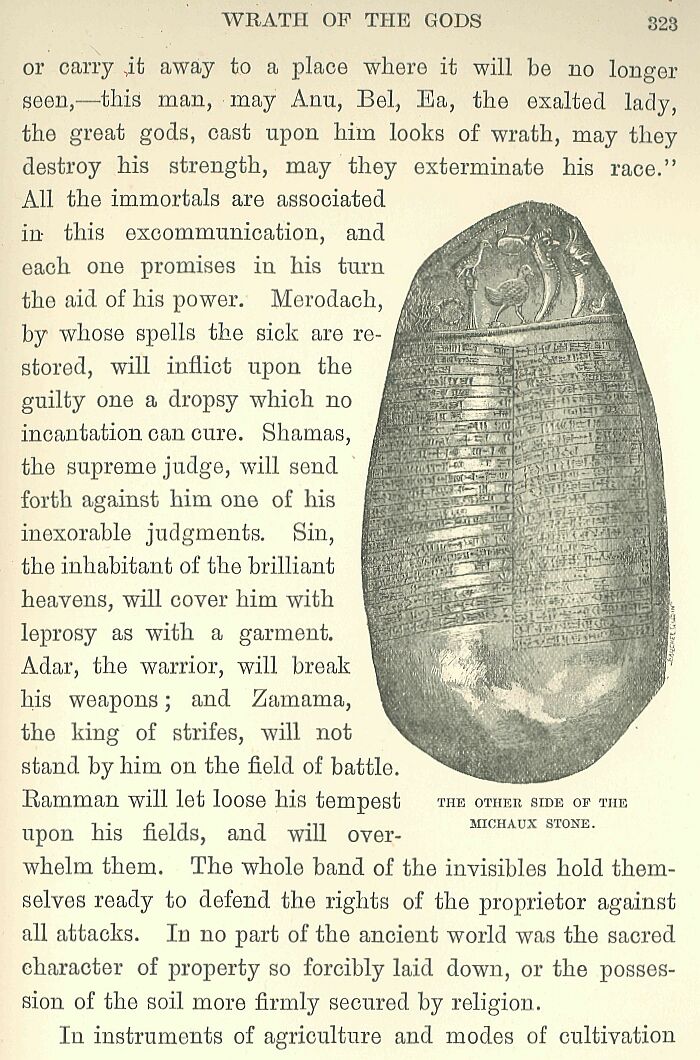 WRATH OF THE GODS 323
or carry it away to a place where it will be no longer
seen,—this man, may Anu, Bel, Ea, the exalted lady,
the great gods, cast upon him looks of wrath, may they
destroy his strength, may they exterminate his race.”
All the immortals are associated
in this excommunication, and
each one promises in his turn
the aid of his power. Merodach,
by whose spells the sick are re-
stored, will inflict upon the
guilty one a dropsy which no
incantation can cure. Shamas,
the supreme judge, will send
forth against him one of his
inexorable judgments. Sin,
the inhabitant of the brilliant
heavens, will cover him with
leprosy as with a garment.
Adar, the warrior, will break
his weapons; and Zamama,
the king of strifes, will not
stand by him on the field of battle.
Ramman will let loose his tempest
upon his fields, and will over-
whelm them. The whole band of the invisibles hold them-
selves ready to defend the rights of the proprietor against
all attacks. In no part of the ancient world was the sacred
character of property so forcibly laid down, or the posses-
sion of the soil more firmly secured by religion.
In instruments of agriculture and modes of cultivation
THE OTHER SIDE OF THE
MICHAUX STONE.